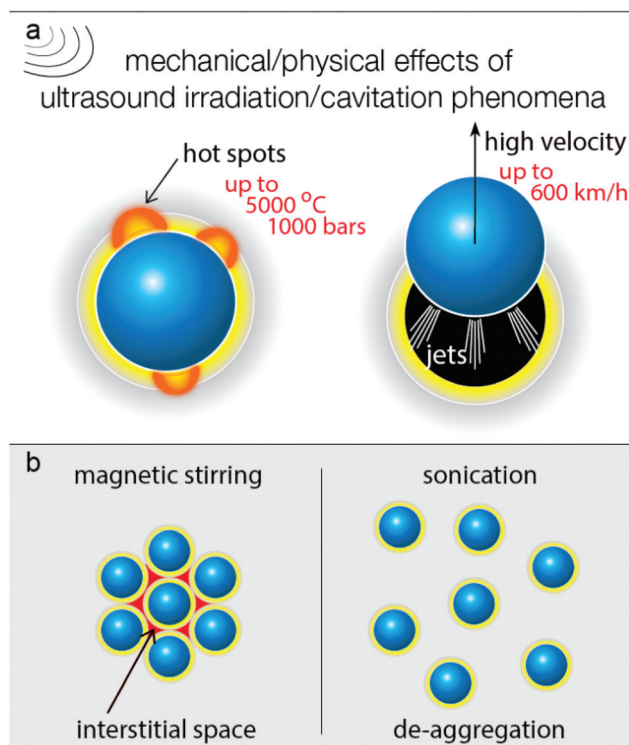 a
mechanical/physical effects of
ultrasound irradiation/cavitation phenomena
hot spots
up to
5000 °C
1000 bars
high velocity
up to
600 km/h
jets
b
magnetic stirring
sonication
interstitial space
de-aggregation